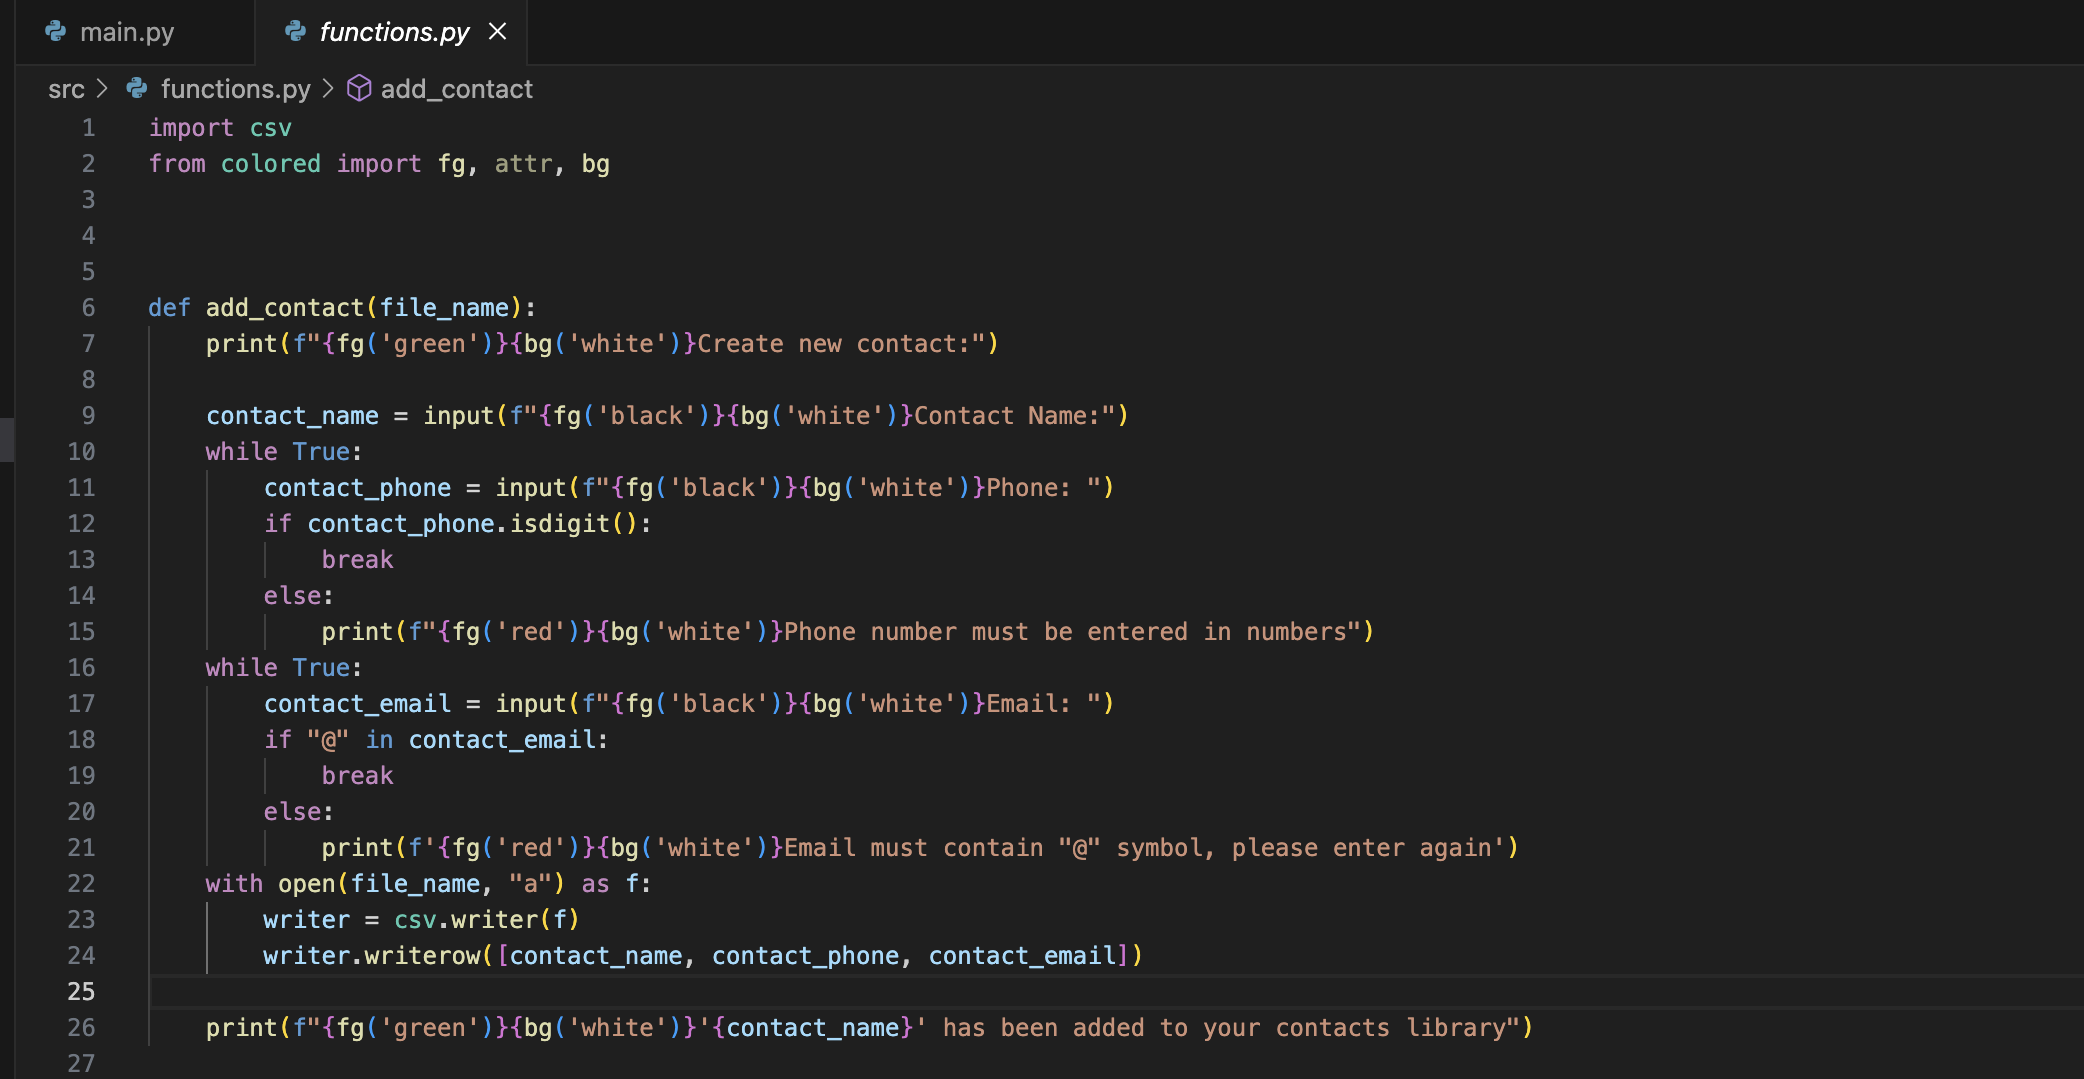 main.py functions.py
src > functions.py > add_contact
1 import csv
2 from colored import fg, attr, bg
3
4
5
6 def add_contact(file_name):
7     print(f"{fg('green')}{bg('white')}Create new contact:")
8
9     contact_name = input(f"{fg('black')}{bg('white')}Contact Name:")
10     while True:
11         contact_phone = input(f"{fg('black')}{bg('white')}Phone: ")
12         if contact_phone.isdigit():
13             break
14         else:
15             print(f"{fg('red')}{bg('white')}Phone number must be entered in numbers")
16     while True:
17         contact_email = input(f"{fg('black')}{bg('white')}Email: ")
18         if "@" in contact_email:
19             break
20         else:
21             print(f'{fg('red')}{bg('white')}Email must contain "@" symbol, please enter again')
22     with open(file_name, "a") as f:
23         writer = csv.writer(f)
24         writer.writerow([contact_name, contact_phone, contact_email])
25
26     print(f"{fg('green')}{bg('white')}'{contact_name}' has been added to your contacts library")
27